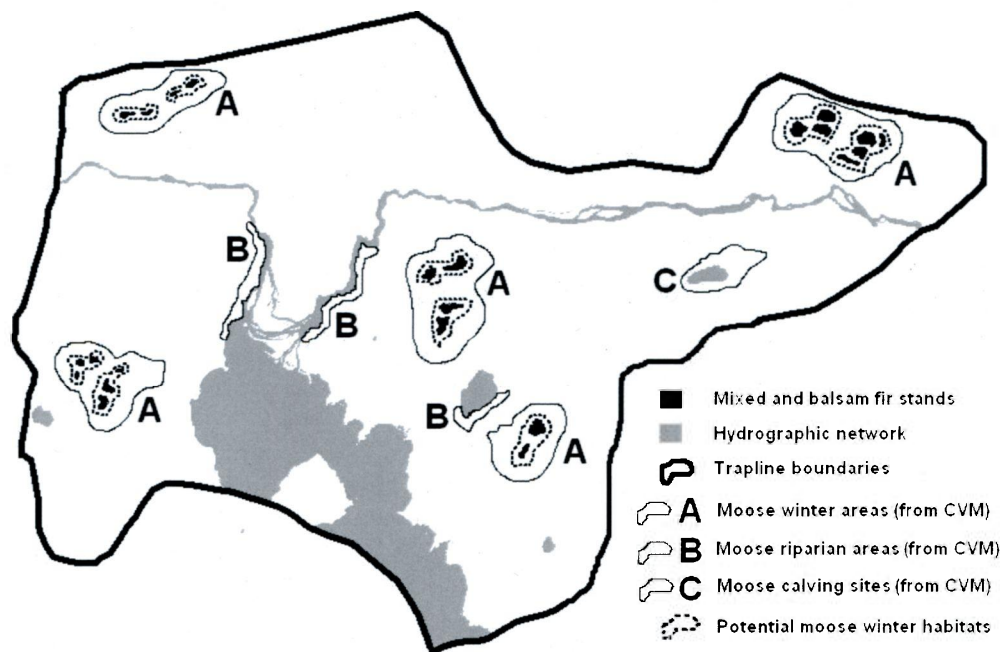 A
A
B
A
C
B
A
B
A
Mixed and balsam fir stands
Hydrographic network
Trapline boundaries
A Moose winter areas (from CVM)
B Moose riparian areas (from CVM)
C Moose calving sites (from CVM)
Potential moose winter habitats